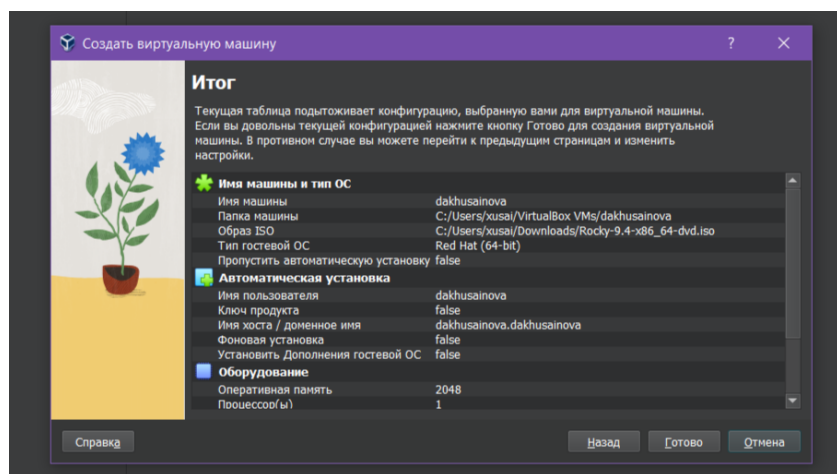 Создать виртуальную машину
?
×
Итог
Текущая таблица подытоживает конфигурацию, выбранную вами для виртуальной машины.
Если вы довольны текущей конфигурацией нажмите кнопку Готово для создания виртуальной
машины. В противном случае вы можете перейти к предыдущим страницам и изменить
настройки.
Имя машины и тип ОС
Имя машины dakhusainova
Папка машины C:/Users/xusai/VirtualBox VMs/dakhusainova
Образ ISO C:/Users/xusai/Downloads/Rocky-9.4-x86_64-dvd.iso
Тип гостевой ОС Red Hat (64-bit)
Пропустить автоматическую установку false
Автоматическая установка
Имя пользователя dakhusainova
Ключ продукта false
Имя хоста / доменное имя dakhusainova.dakhusainova
Фоновая установка false
Установить Дополнения гостевой ОС false
Оборудование
Оперативная память 2048
Процессор(ы) 1
Справка Назад Готово Отмена